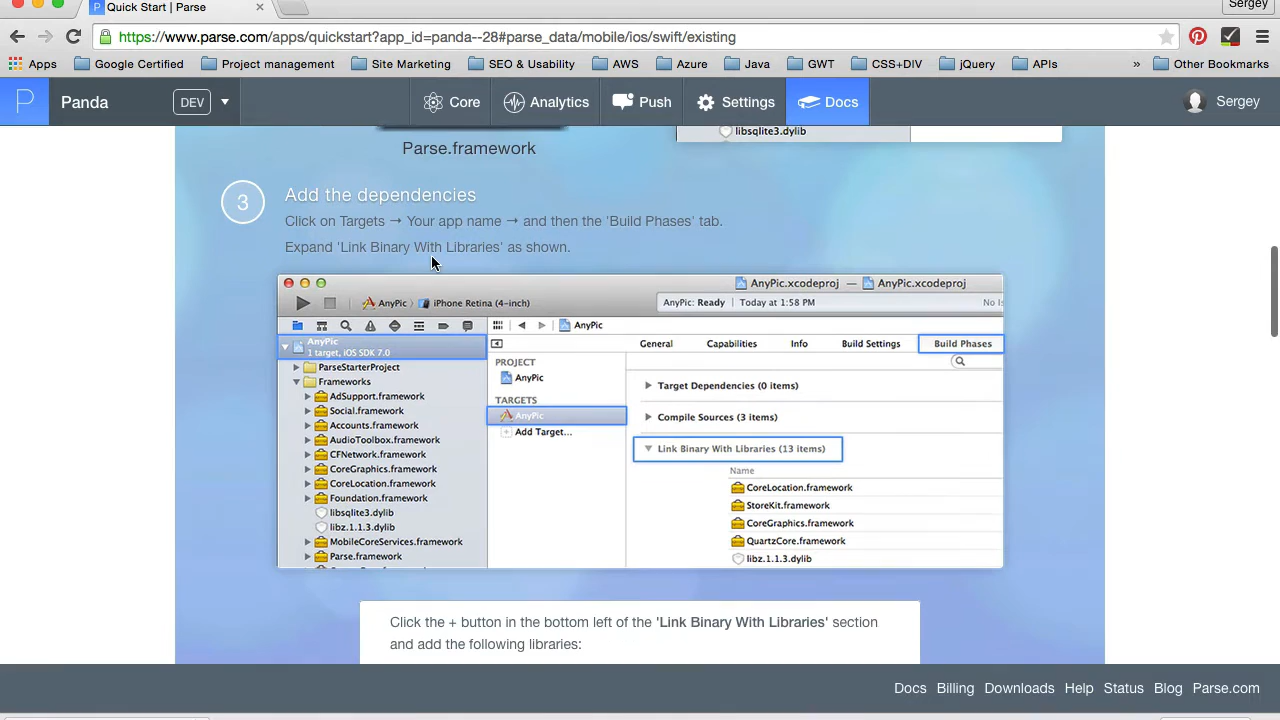 Quick Start | Parse
Sergey
https://www.parse.com/apps/quickstart?app_id=panda--28#parse_data/mobile/ios/swift/existing
Apps Google Certified Project management Site Marketing SEO & Usability AWS Azure Java GWT CSS+DIV jQuery APIs » Other Bookmarks
Panda DEV Core Analytics Push Settings Docs Sergey
libsqlite3.dylib
Parse.framework
3 Add the dependencies
Click on Targets → Your app name → and then the 'Build Phases' tab.
Expand 'Link Binary With Libraries' as shown.
AnyPic.xcodeproj — AnyPic.xcodeproj
AnyPic iPhone Retina (4-inch) AnyPic: Ready Today at 1:58 PM No Is
AnyPic
AnyPic
1 target, iOS SDK 7.0
ParseStarterProject
Frameworks
AdSupport.framework
Social.framework
Accounts.framework
AudioToolbox.framework
CFNetwork.framework
CoreGraphics.framework
CoreLocation.framework
Foundation.framework
libsqlite3.dylib
libz.1.1.3.dylib
MobileCoreServices.framework
Parse.framework
PROJECT
AnyPic
TARGETS
AnyPic
Add Target...
General Capabilities Info Build Settings Build Phases
Target Dependencies (0 items)
Compile Sources (3 items)
Link Binary With Libraries (13 items)
Name
CoreLocation.framework
StoreKit.framework
CoreGraphics.framework
QuartzCore.framework
libz.1.1.3.dylib
Click the + button in the bottom left of the 'Link Binary With Libraries' section
and add the following libraries:
Docs Billing Downloads Help Status Blog Parse.com